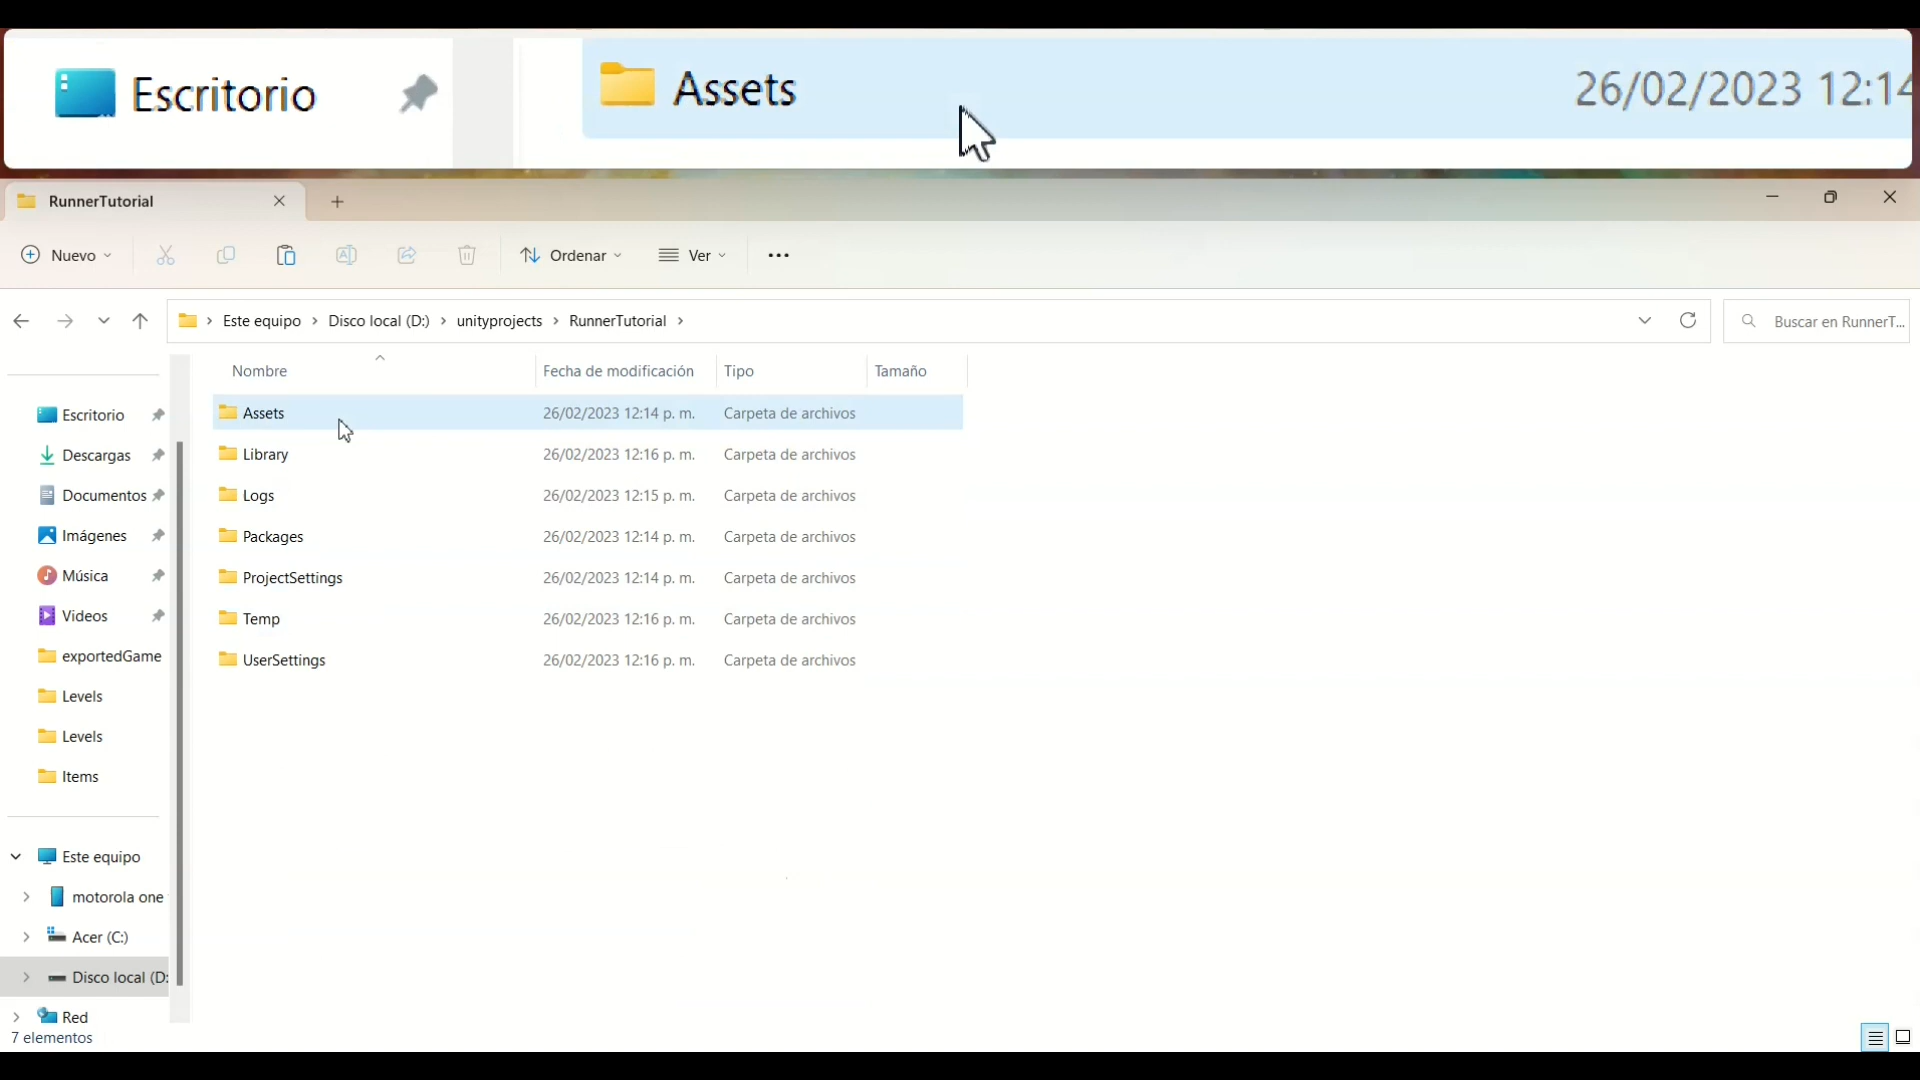 Escritorio Assets 26/02/2023 12:14
RunnerTutorial
Nuevo Ordenar Ver
Este equipo Disco local (D:) unityprojects RunnerTutorial Buscar en RunnerT...
Nombre Fecha de modificación Tipo Tamaño
Escritorio
Descargas
Documentos
Imágenes
Música
Videos
exportedGame
Levels
Levels
Items
Este equipo
motorola one
Acer (C:)
Disco local (D:
Red
Assets 26/02/2023 12:14 p. m. Carpeta de archivos
Library 26/02/2023 12:16 p. m. Carpeta de archivos
Logs 26/02/2023 12:15 p. m. Carpeta de archivos
Packages 26/02/2023 12:14 p. m. Carpeta de archivos
ProjectSettings 26/02/2023 12:14 p. m. Carpeta de archivos
Temp 26/02/2023 12:16 p. m. Carpeta de archivos
UserSettings 26/02/2023 12:16 p. m. Carpeta de archivos
7 elementos